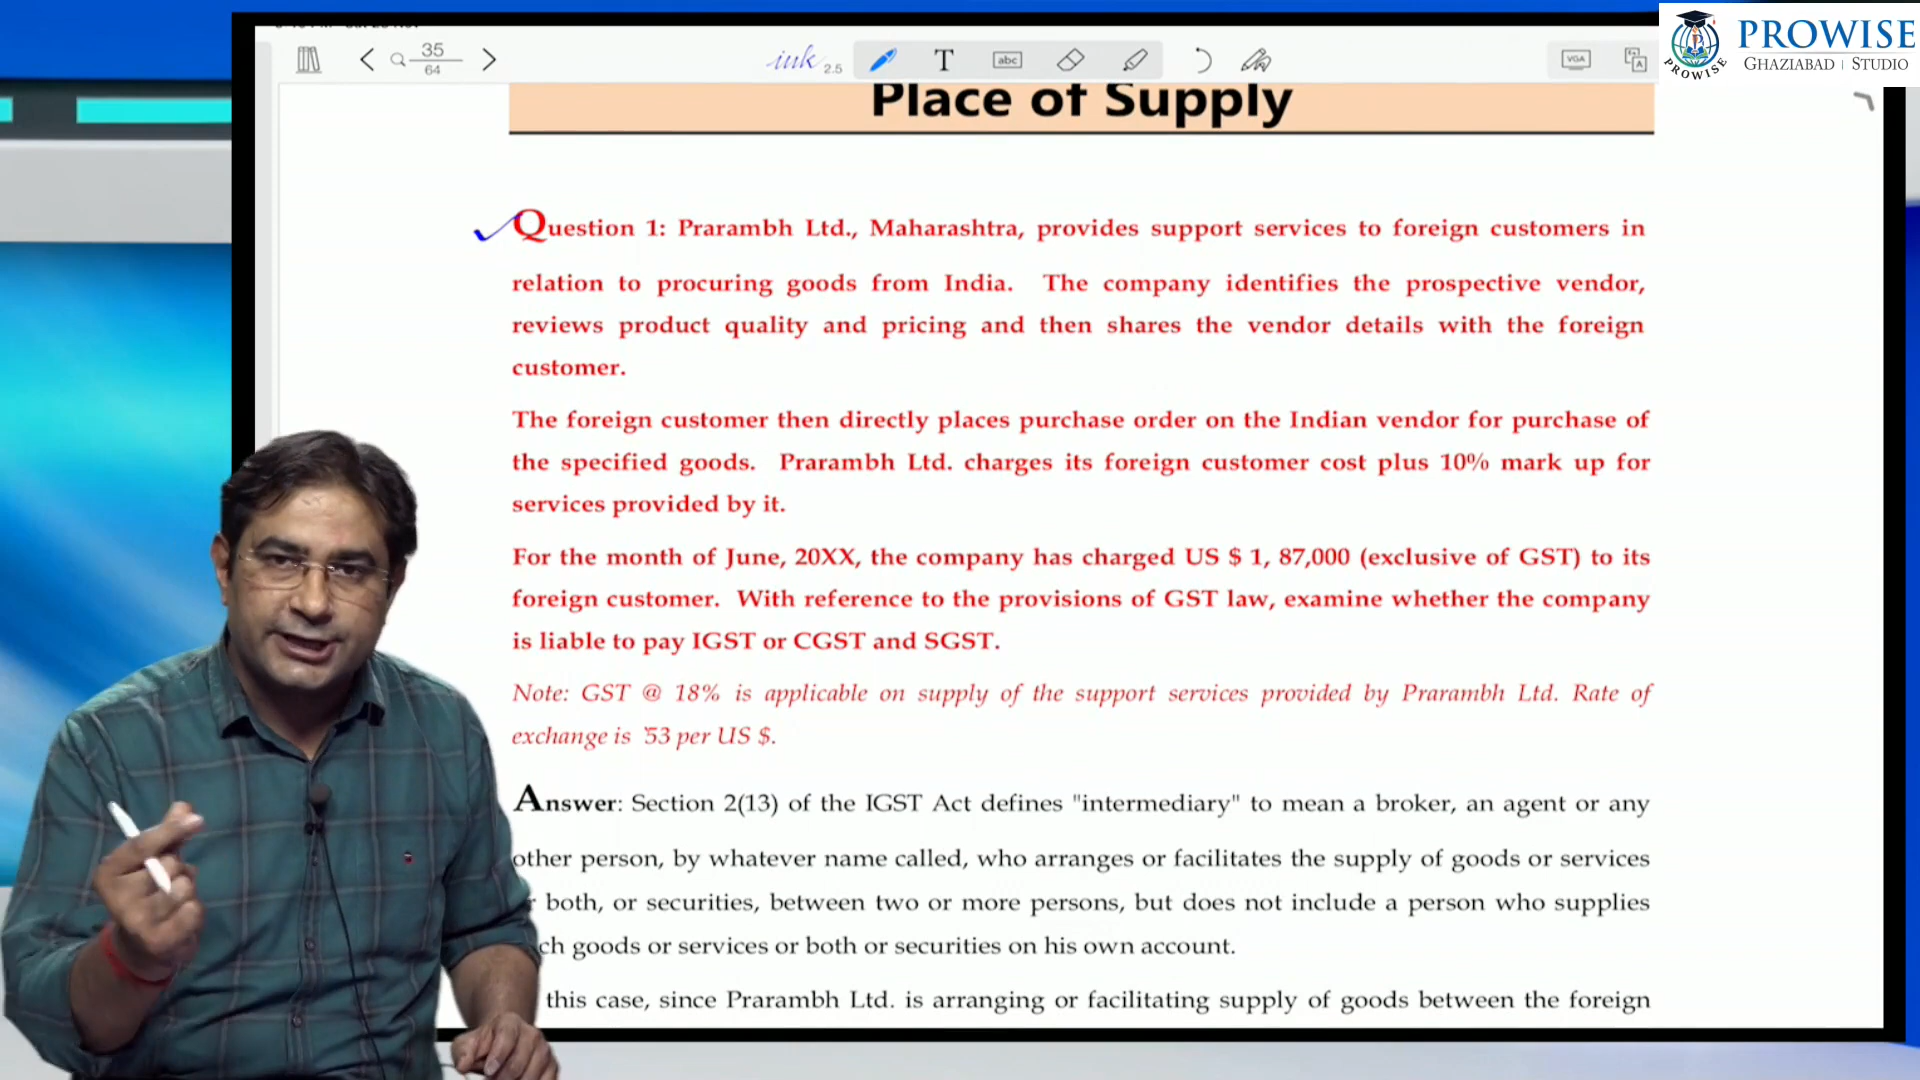 35
64
ink 2.5
T
abc
VGA
A
PROWISE
GHAZIABAD | STUDIO
PROWISE
Place of Supply
Question 1: Prarambh Ltd., Maharashtra, provides support services to foreign customers in
relation to procuring goods from India. The company identifies the prospective vendor,
reviews product quality and pricing and then shares the vendor details with the foreign
customer.
The foreign customer then directly places purchase order on the Indian vendor for purchase of
the specified goods. Prarambh Ltd. charges its foreign customer cost plus 10% mark up for
services provided by it.
For the month of June, 20XX, the company has charged US $ 1, 87,000 (exclusive of GST) to its
foreign customer. With reference to the provisions of GST law, examine whether the company
is liable to pay IGST or CGST and SGST.
Note: GST @ 18% is applicable on supply of the support services provided by Prarambh Ltd. Rate of
exchange is `53 per US $.
Answer: Section 2(13) of the IGST Act defines "intermediary" to mean a broker, an agent or any
other person, by whatever name called, who arranges or facilitates the supply of goods or services
both, or securities, between two or more persons, but does not include a person who supplies
goods or services or both or securities on his own account.
this case, since Prarambh Ltd. is arranging or facilitating supply of goods between the foreign